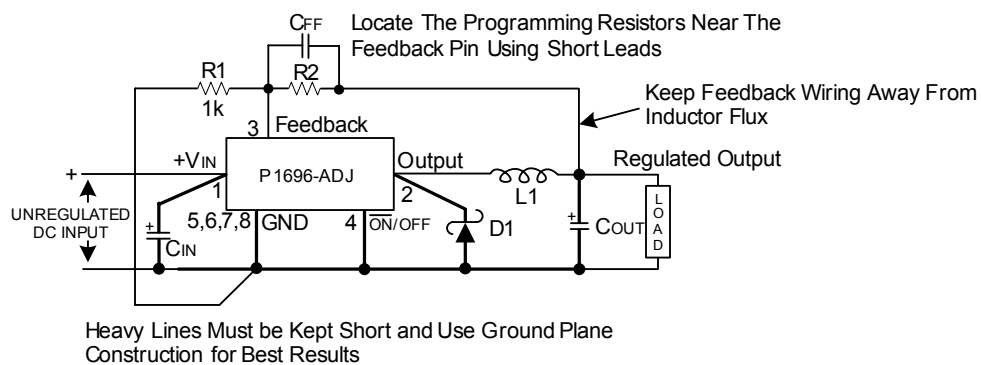 CFF
Locate The Programming Resistors Near The
Feedback Pin Using Short Leads
R1
R2
1k
Keep Feedback Wiring Away From
Inductor Flux
3
Feedback
+VIN
P1696-ADJ
Output
Regulated Output
+
1
2
L1
UNREGULATED
DC INPUT
+
CIN
5,6,7,8
GND
4
ON/OFF
D1
+
COUT
LOAD
Heavy Lines Must be Kept Short and Use Ground Plane
Construction for Best Results